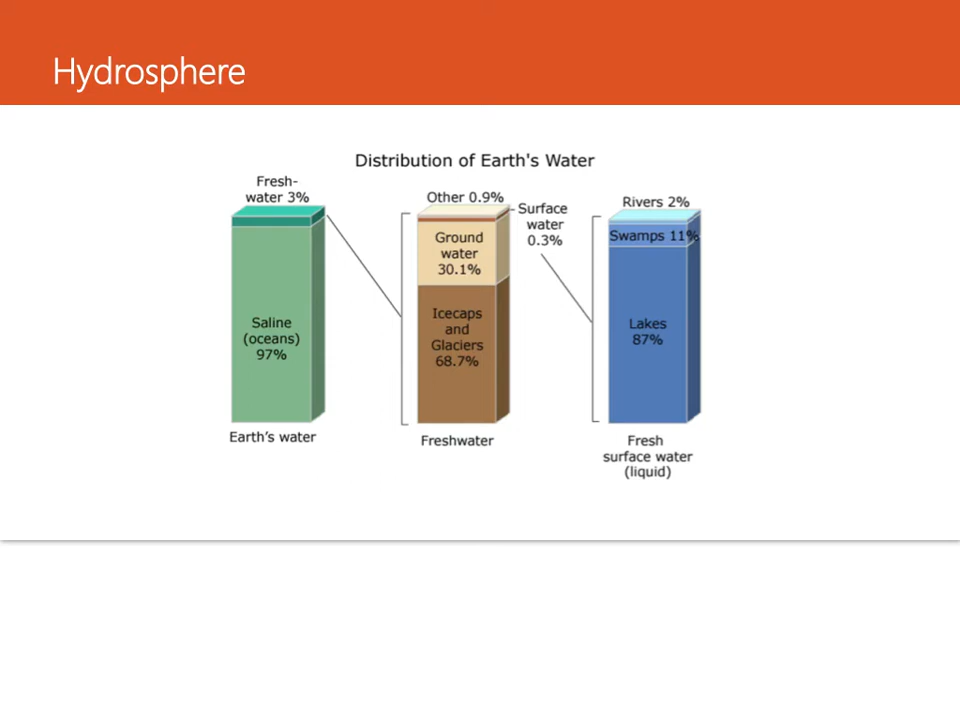 Hydrosphere
Distribution of Earth's Water
Fresh-
water 3%
Saline
(oceans)
97%
Earth's water
Other 0.9%
Surface
water
0.3%
Ground
water
30.1%
Icecaps
and
Glaciers
68.7%
Freshwater
Rivers 2%
Swamps 11%
Lakes
87%
Fresh
surface water
(liquid)